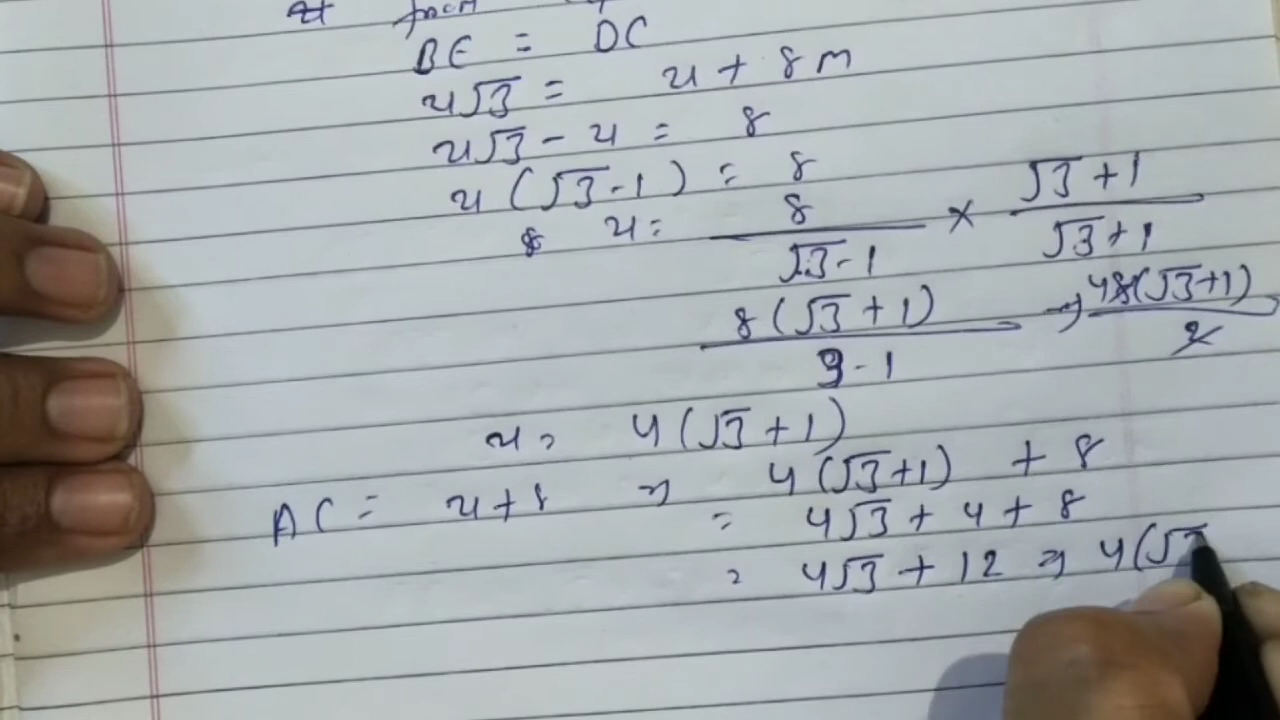 BE = DC
x√3 = x + 8m
x√3 - x = 8
x (√3 - 1) = 8
x = 8/(√3 - 1) × (√3 + 1)/(√3 + 1)
8(√3 + 1)/(3 - 1) ⇒ 48(√3+1)/2
x = 4(√3 + 1)
AC = x + 8 ⇒ 4(√3+1) + 8
= 4√3 + 4 + 8
= 4√3 + 12 ⇒ 4(√3